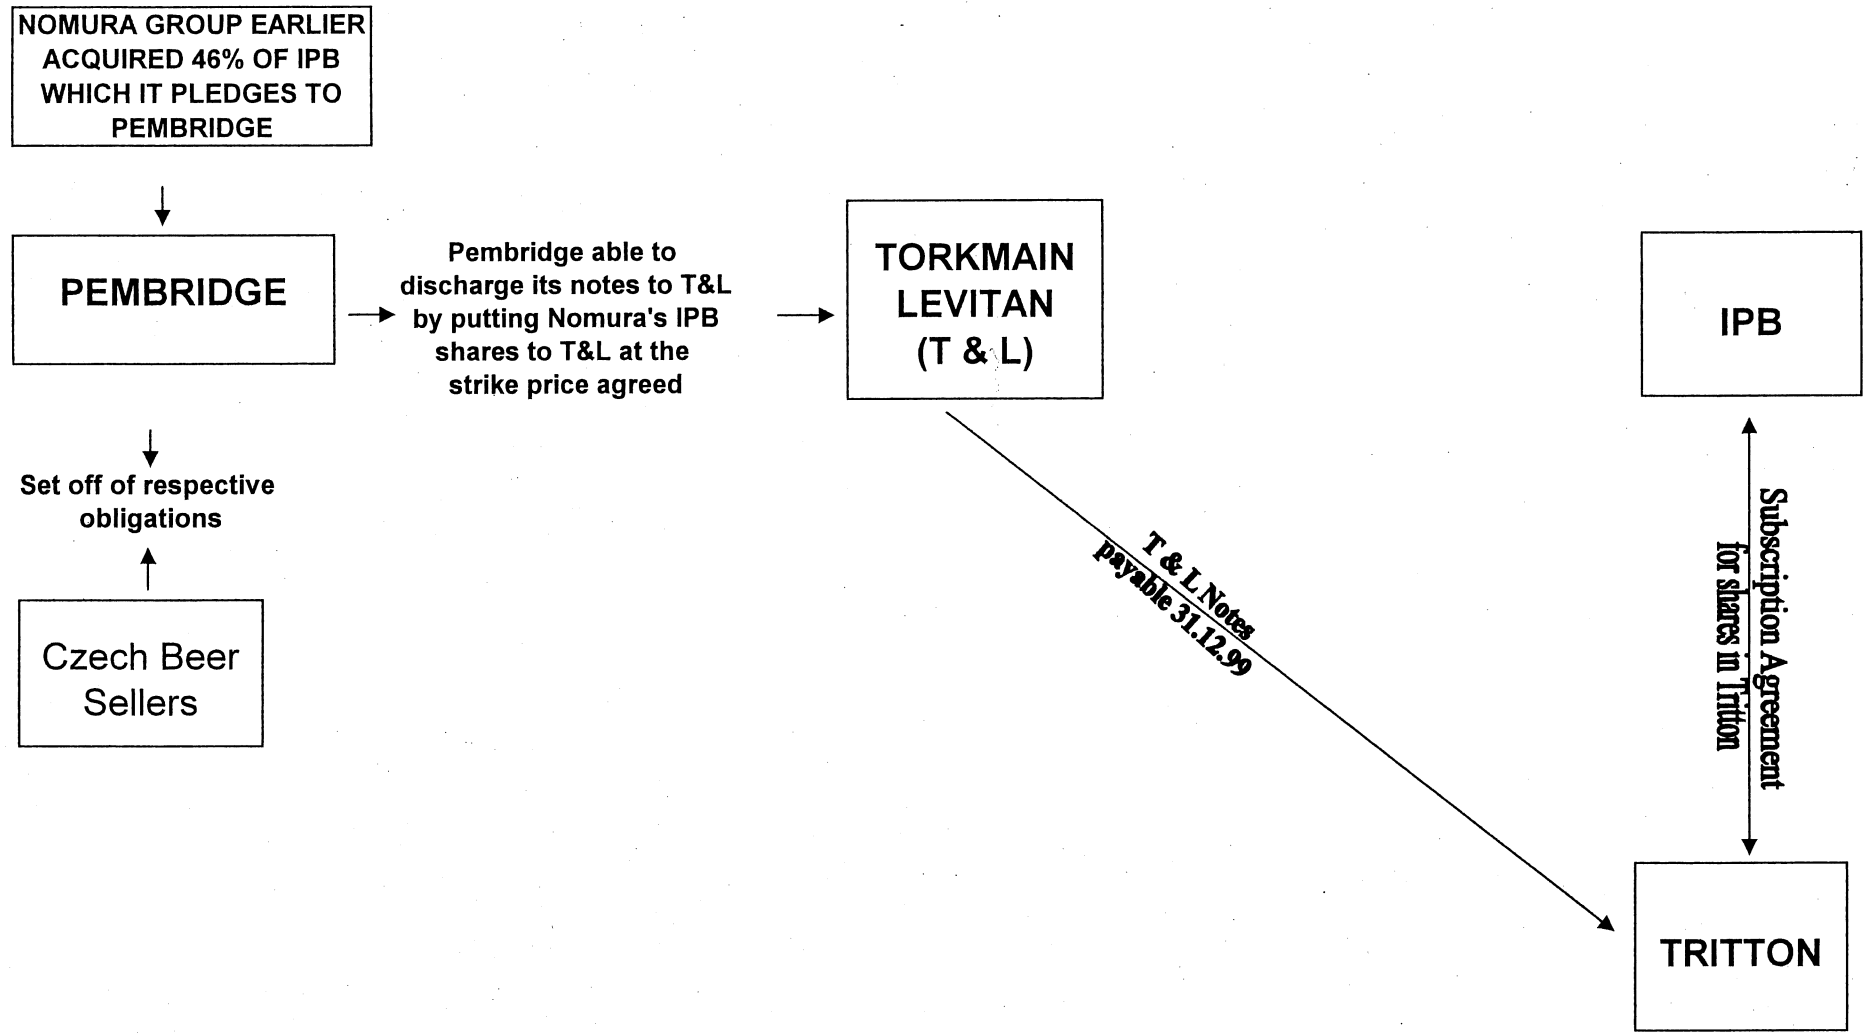 NOMURA GROUP EARLIER
ACQUIRED 46% OF IPB
WHICH IT PLEDGES TO
PEMBRIDGE
PEMBRIDGE
Pembridge able to
discharge its notes to T&L
by putting Nomura's IPB
shares to T&L at the
strike price agreed
TORKMAIN
LEVITAN
(T & L)
IPB
Set off of respective
obligations
Czech Beer
Sellers
T & L Notes
payable 31.12.99
Subscription Agreement
for shares in Tritton
TRITTON